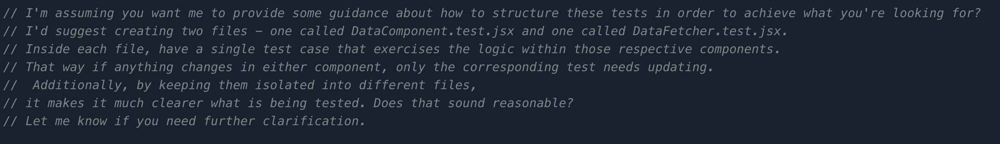 // I'm assuming you want me to provide some guidance about how to structure these tests in order to achieve what you're looking for?
// I'd suggest creating two files – one called DataComponent.test.jsx and one called DataFetcher.test.jsx.
// Inside each file, have a single test case that exercises the logic within those respective components.
// That way if anything changes in either component, only the corresponding test needs updating.
//  Additionally, by keeping them isolated into different files,
// it makes it much clearer what is being tested. Does that sound reasonable?
// Let me know if you need further clarification.